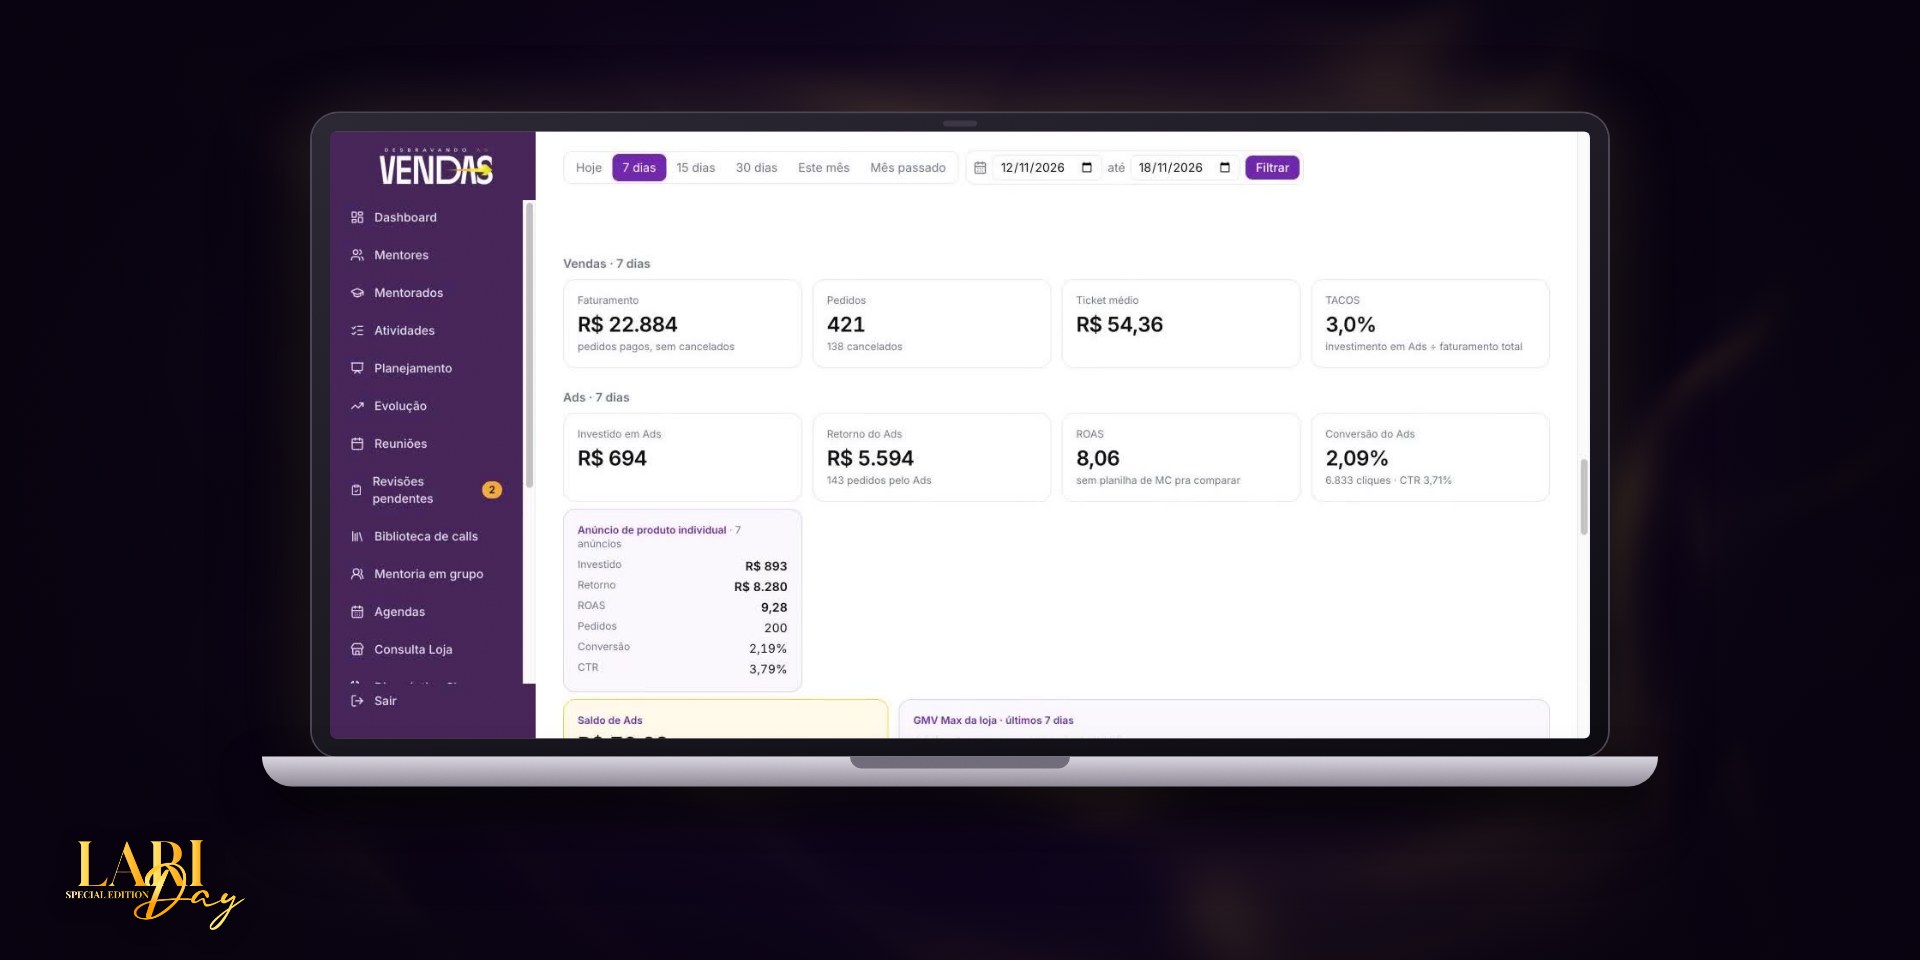 DESBRAVANDO
VENDAS
Dashboard
Mentores
Mentorados
Atividades
Planejamento
Evolução
Reuniões
Revisões
pendentes
2
Biblioteca de calls
Mentoria em grupo
Agendas
Consulta Loja
Sair
Hoje 7 dias 15 dias 30 dias Este mês Mês passado 12/11/2026 até 18/11/2026 Filtrar
Vendas · 7 dias
Faturamento
R$ 22.884
pedidos pagos, sem cancelados
Pedidos
421
138 cancelados
Ticket médio
R$ 54,36
TACOS
3,0%
investimento em Ads ÷ faturamento total
Ads · 7 dias
Investido em Ads
R$ 694
Retorno do Ads
R$ 5.594
143 pedidos pelo Ads
ROAS
8,06
sem planilha de MC pra comparar
Conversão do Ads
2,09%
6.833 cliques · CTR 3,71%
Anúncio de produto individual · 7
anúncios
Investido R$ 893
Retorno R$ 8.280
ROAS 9,28
Pedidos 200
Conversão 2,19%
CTR 3,79%
Saldo de Ads
GMV Max da loja · últimos 7 dias
LABI
SPECIAL EDITION
Day